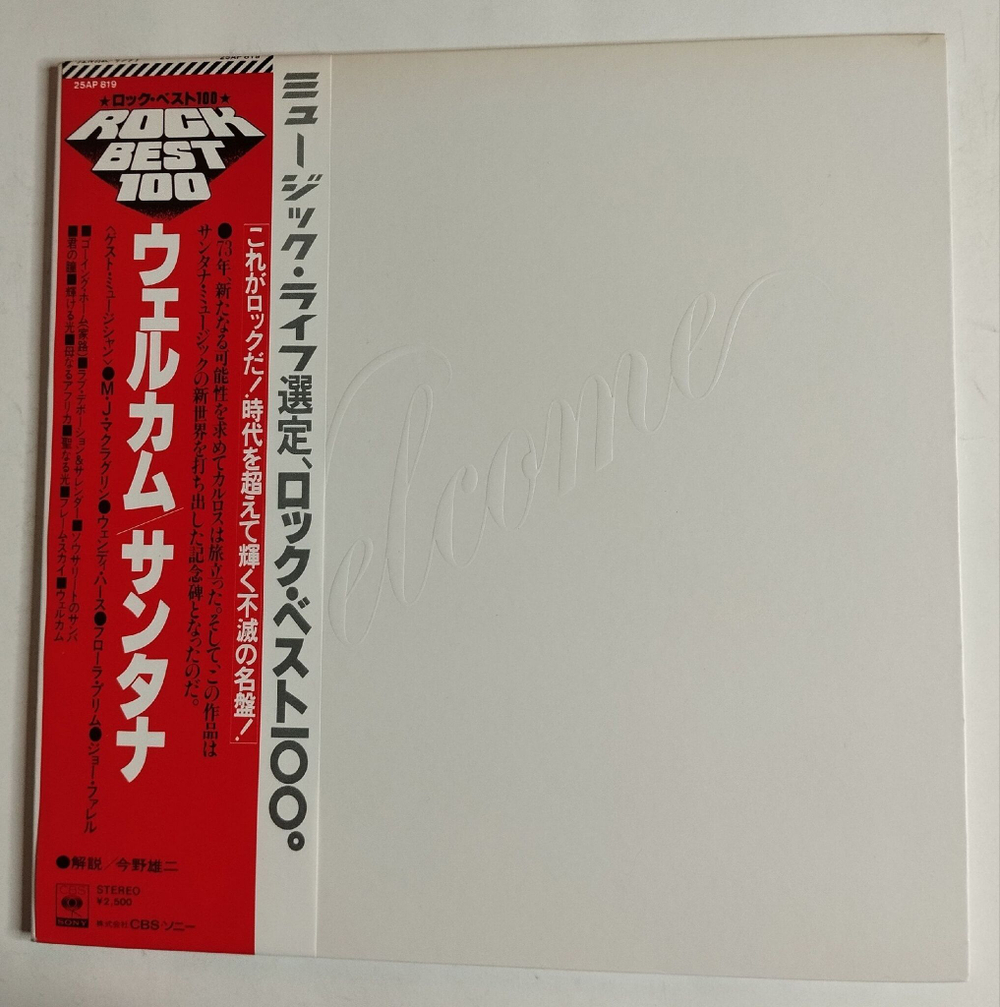 25AP 819
★ロック・ベスト100★
ROCK
BEST
100
ミュージック・ライフ選定、ロック・ベスト一〇〇。
これがロックだ!時代を超えて輝く不滅の名盤!
●73年、新たなる可能性を求めてカルロスは旅立った。そして、この作品は
サンタナ・ミュージックの新世界を打ち出した記念碑となったのだ。
ウェルカム/サンタナ
〈ゲスト・ミュージシャン〉●M・J・マクラグリン●ウェンディ・ハース●フローラ・プリム●ジョー・ファレル
■ゴーイング・ホーム(家路)■ラブ・デボーション&サレンダー■ソウサリートのサンバ
■君の瞳■輝ける光■母なるアフリカ■聖なる光■フレーム・スカイ■ウェルカム
●解説/今野雄二
CBS
SONY
STEREO
¥2,500
株式会社CBS・ソニー
elcome